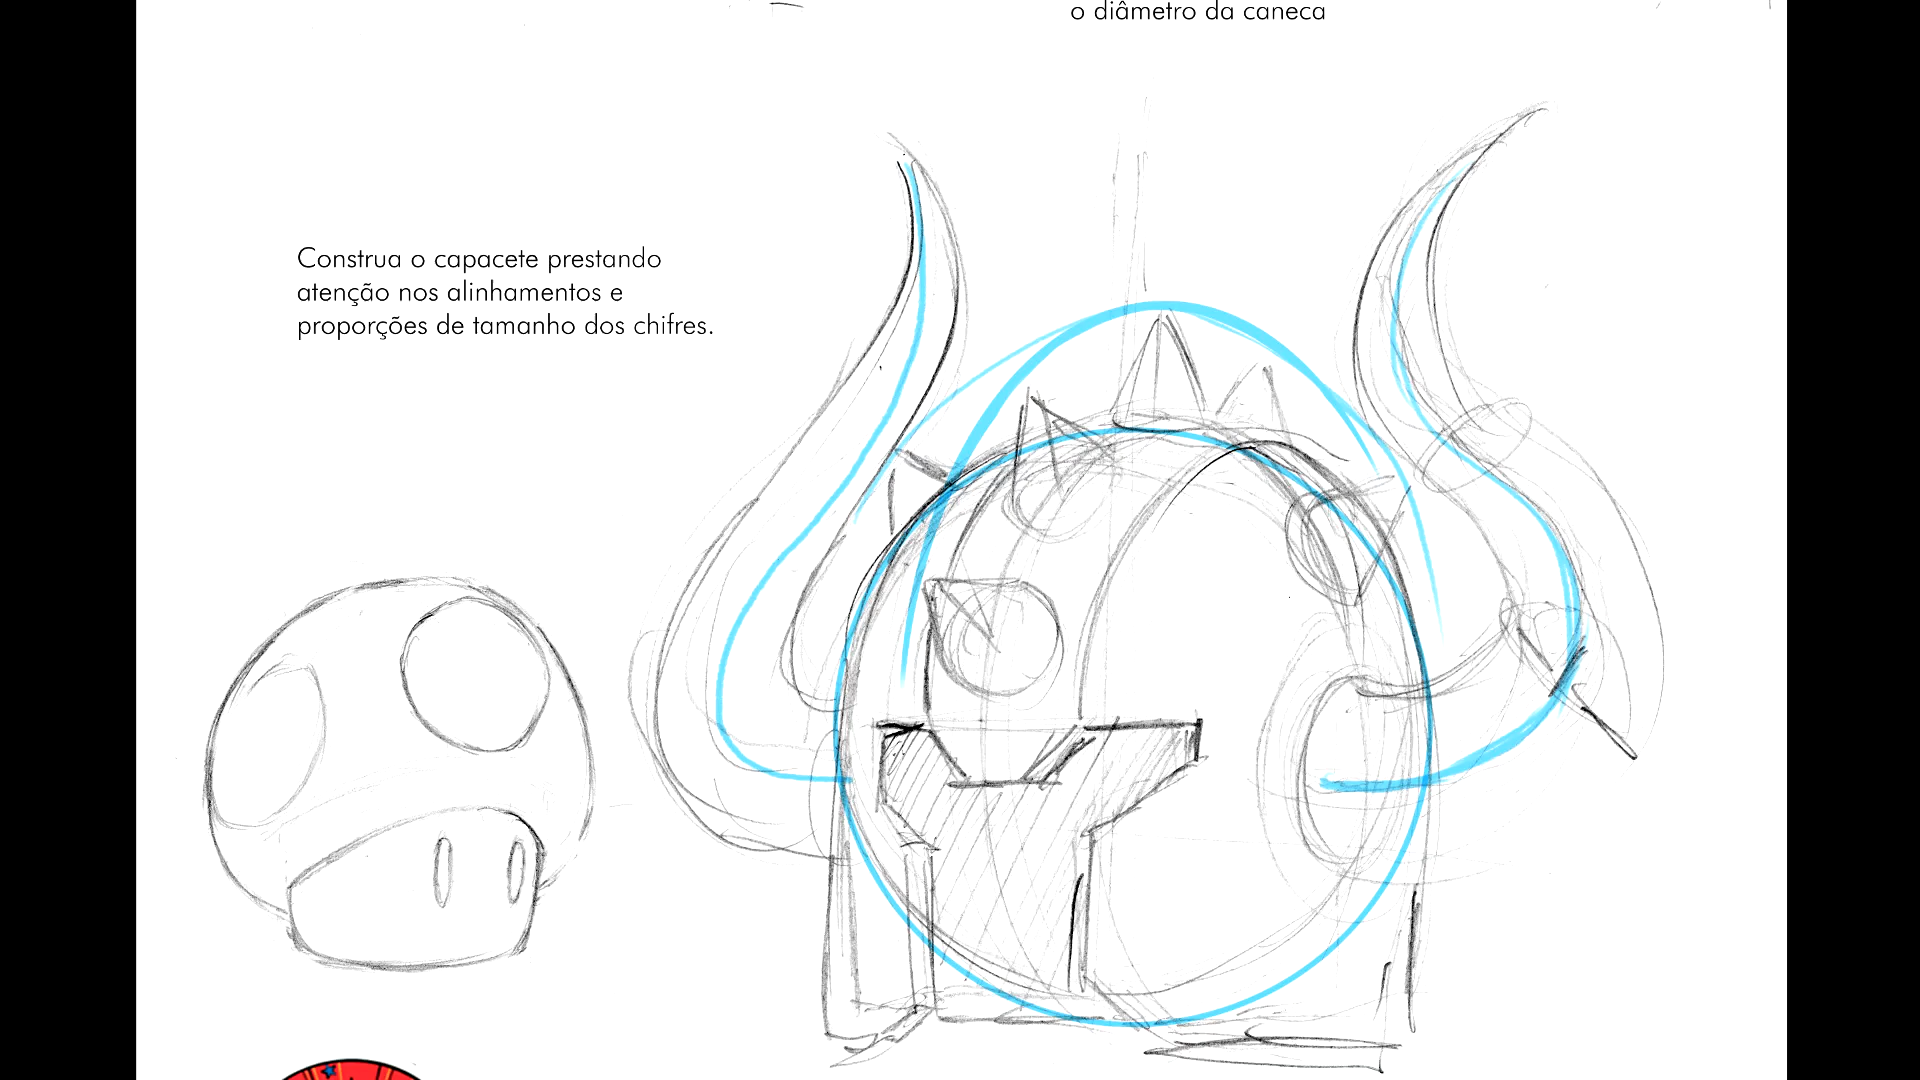 o diâmetro da caneca
Construa o capacete prestando
atenção nos alinhamentos e
proporções de tamanho dos chifres.